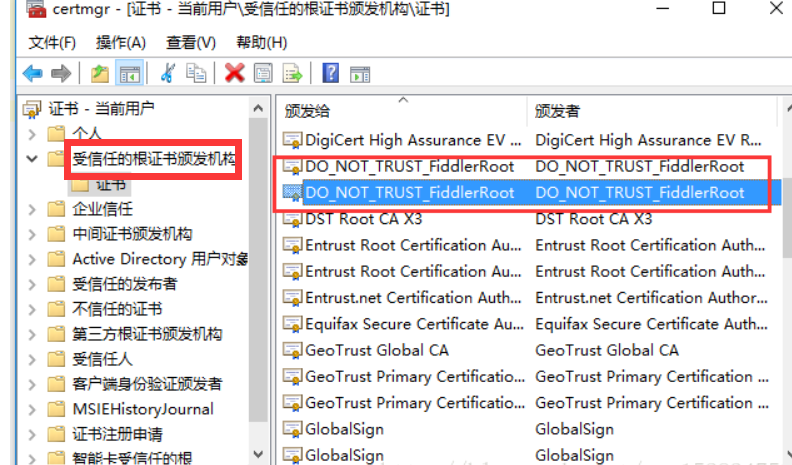 certmgr - [证书 - 当前用户\受信任的根证书颁发机构\证书]
文件(F) 操作(A) 查看(V) 帮助(H)
证书 - 当前用户
个人
受信任的根证书颁发机构
证书
企业信任
中间证书颁发机构
Active Directory 用户对象
受信任的发布者
不信任的证书
第三方根证书颁发机构
受信任人
客户端身份验证颁发者
MSIEHistoryJournal
证书注册申请
智能卡受信任的根
颁发给 颁发者
DigiCert High Assurance EV ... DigiCert High Assurance EV R...
DO_NOT_TRUST_FiddlerRoot DO_NOT_TRUST_FiddlerRoot
DO_NOT_TRUST_FiddlerRoot DO_NOT_TRUST_FiddlerRoot
DST Root CA X3 DST Root CA X3
Entrust Root Certification Au... Entrust Root Certification Auth...
Entrust Root Certification Au... Entrust Root Certification Auth...
Entrust.net Certification Auth... Entrust.net Certification Author...
Equifax Secure Certificate Au... Equifax Secure Certificate Auth...
GeoTrust Global CA GeoTrust Global CA
GeoTrust Primary Certificatio... GeoTrust Primary Certification ...
GeoTrust Primary Certificatio... GeoTrust Primary Certification ...
GlobalSign GlobalSign
GlobalSign GlobalSign